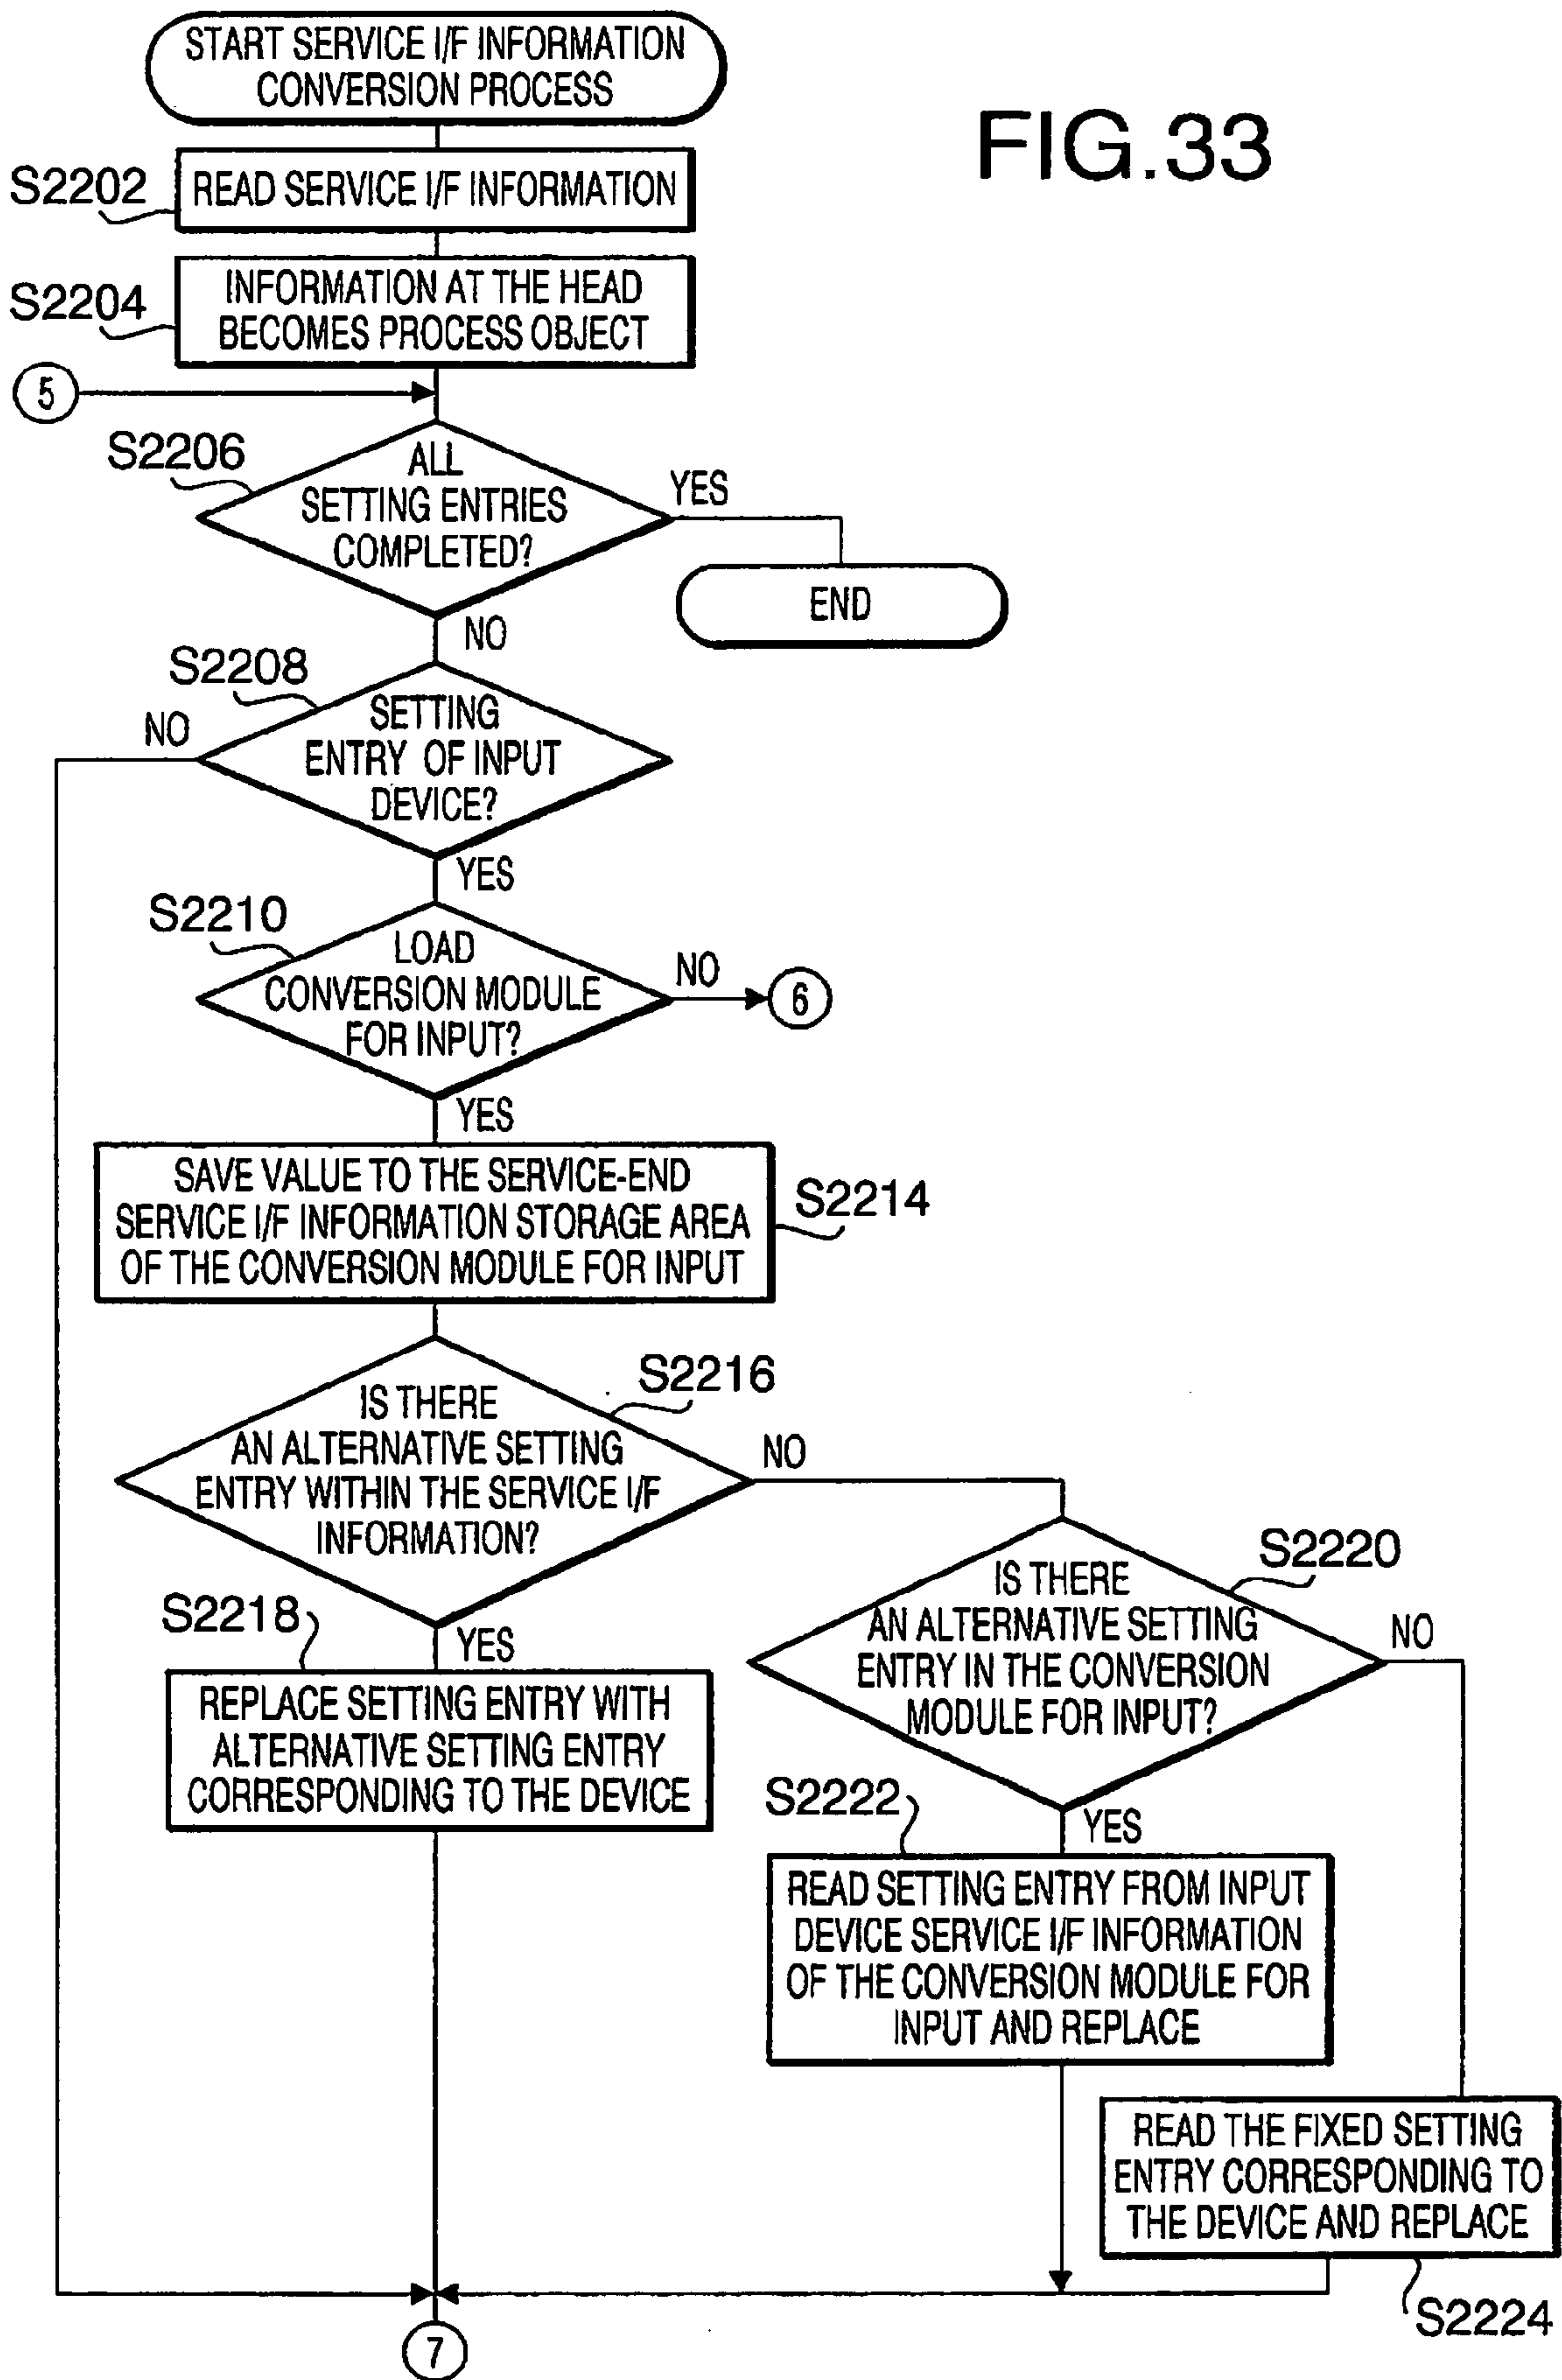 START SERVICE I/F INFORMATION
CONVERSION PROCESS
FIG.33
S2202
READ SERVICE I/F INFORMATION
S2204
INFORMATION AT THE HEAD
BECOMES PROCESS OBJECT
5
S2206
ALL
SETTING ENTRIES
COMPLETED?
YES
END
NO
S2208
SETTING
ENTRY OF INPUT
DEVICE?
NO
YES
S2210
LOAD
CONVERSION MODULE
FOR INPUT?
NO
6
YES
SAVE VALUE TO THE SERVICE-END
SERVICE I/F INFORMATION STORAGE AREA
OF THE CONVERSION MODULE FOR INPUT
S2214
S2216
IS THERE
AN ALTERNATIVE SETTING
ENTRY WITHIN THE SERVICE I/F
INFORMATION?
NO
YES
S2218
REPLACE SETTING ENTRY WITH
ALTERNATIVE SETTING ENTRY
CORRESPONDING TO THE DEVICE
S2220
IS THERE
AN ALTERNATIVE SETTING
ENTRY IN THE CONVERSION
MODULE FOR INPUT?
NO
YES
S2222
READ SETTING ENTRY FROM INPUT
DEVICE SERVICE I/F INFORMATION
OF THE CONVERSION MODULE FOR
INPUT AND REPLACE
READ THE FIXED SETTING
ENTRY CORRESPONDING TO
THE DEVICE AND REPLACE
S2224
7